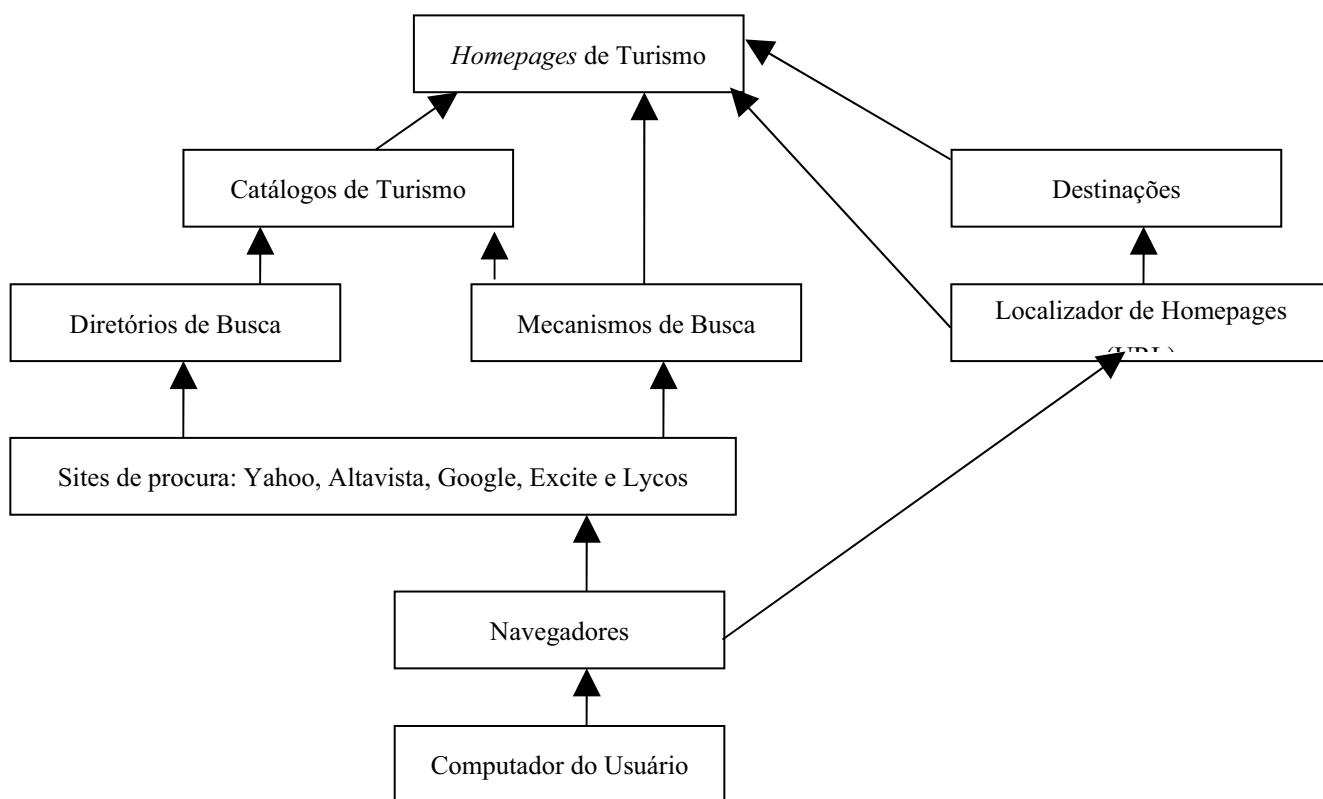 Homepages de Turismo
Catálogos de Turismo
Destinações
Diretórios de Busca
Mecanismos de Busca
Localizador de Homepages
Sites de procura: Yahoo, Altavista, Google, Excite e Lycos
Navegadores
Computador do Usuário